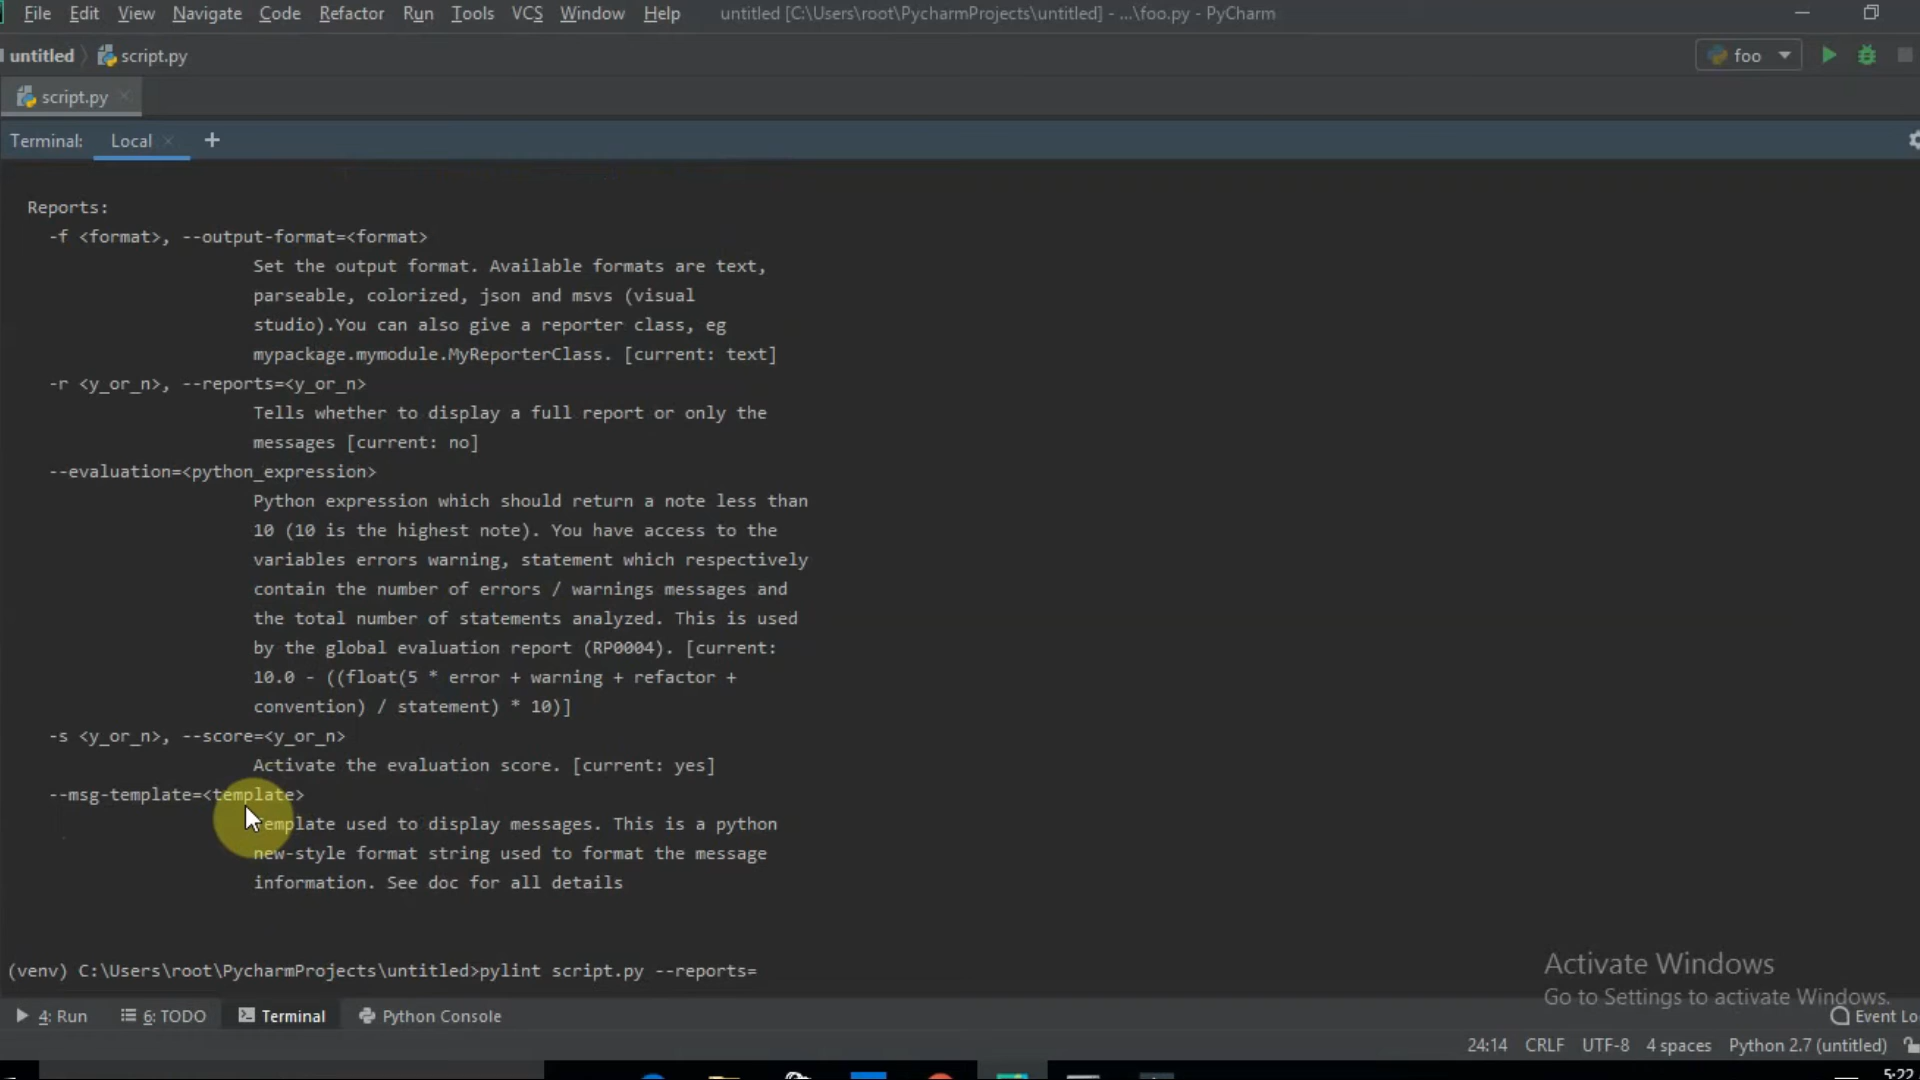 File Edit View Navigate Code Refactor Run Tools VCS Window Help untitled [C:\Users\root\PycharmProjects\untitled] - ...\foo.py - PyCharm
untitled script.py foo
script.py
Terminal: Local +
Reports:
-f <format>, --output-format=<format>
Set the output format. Available formats are text,
parseable, colorized, json and msvs (visual
studio).You can also give a reporter class, eg
mypackage.mymodule.MyReporterClass. [current: text]
-r <y_or_n>, --reports=<y_or_n>
Tells whether to display a full report or only the
messages [current: no]
--evaluation=<python_expression>
Python expression which should return a note less than
10 (10 is the highest note). You have access to the
variables errors warning, statement which respectively
contain the number of errors / warnings messages and
the total number of statements analyzed. This is used
by the global evaluation report (RP0004). [current:
10.0 - ((float(5 * error + warning + refactor +
convention) / statement) * 10)]
-s <y_or_n>, --score=<y_or_n>
Activate the evaluation score. [current: yes]
--msg-template=<template>
Template used to display messages. This is a python
new-style format string used to format the message
information. See doc for all details
(venv) C:\Users\root\PycharmProjects\untitled>pylint script.py --reports=
Activate Windows
Go to Settings to activate Windows.
4: Run 6: TODO Terminal Python Console Event Lo
24:14 CRLF UTF-8 4 spaces Python 2.7 (untitled)
5:22